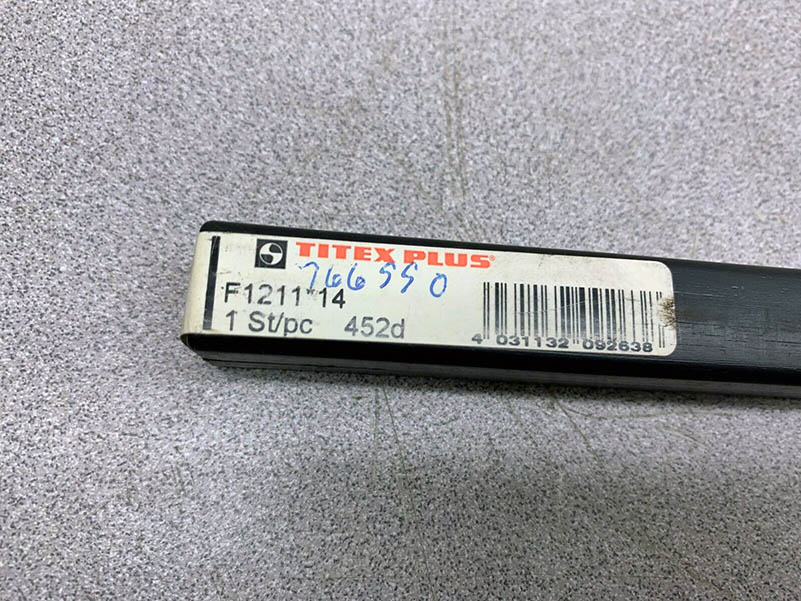 TITEX PLUS®
766550
F1211*14
1 St/pc 452d
4 031132 092638